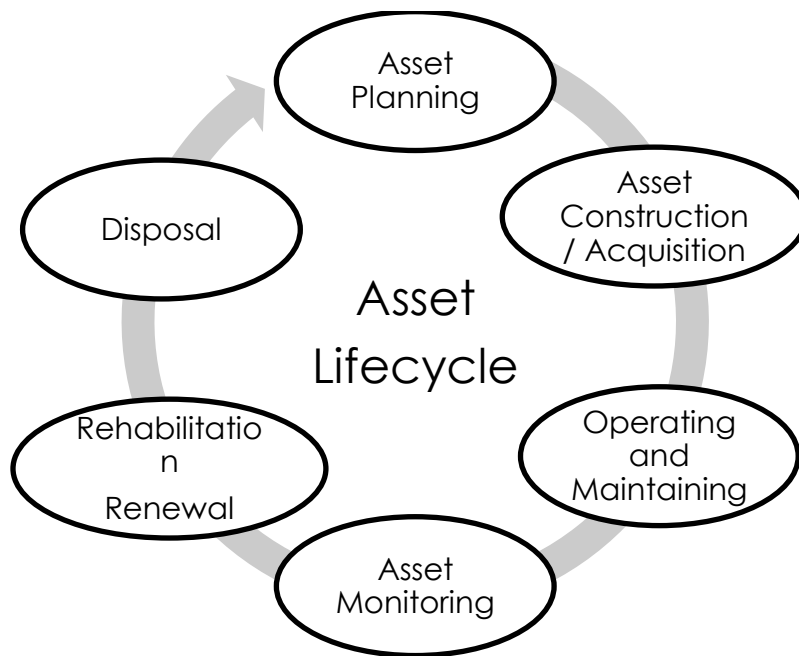 Asset
Planning
Asset
Construction
/ Acquisition
Operating
and
Maintaining
Asset
Monitoring
Rehabilitatio
n
Renewal
Disposal
Asset
Lifecycle